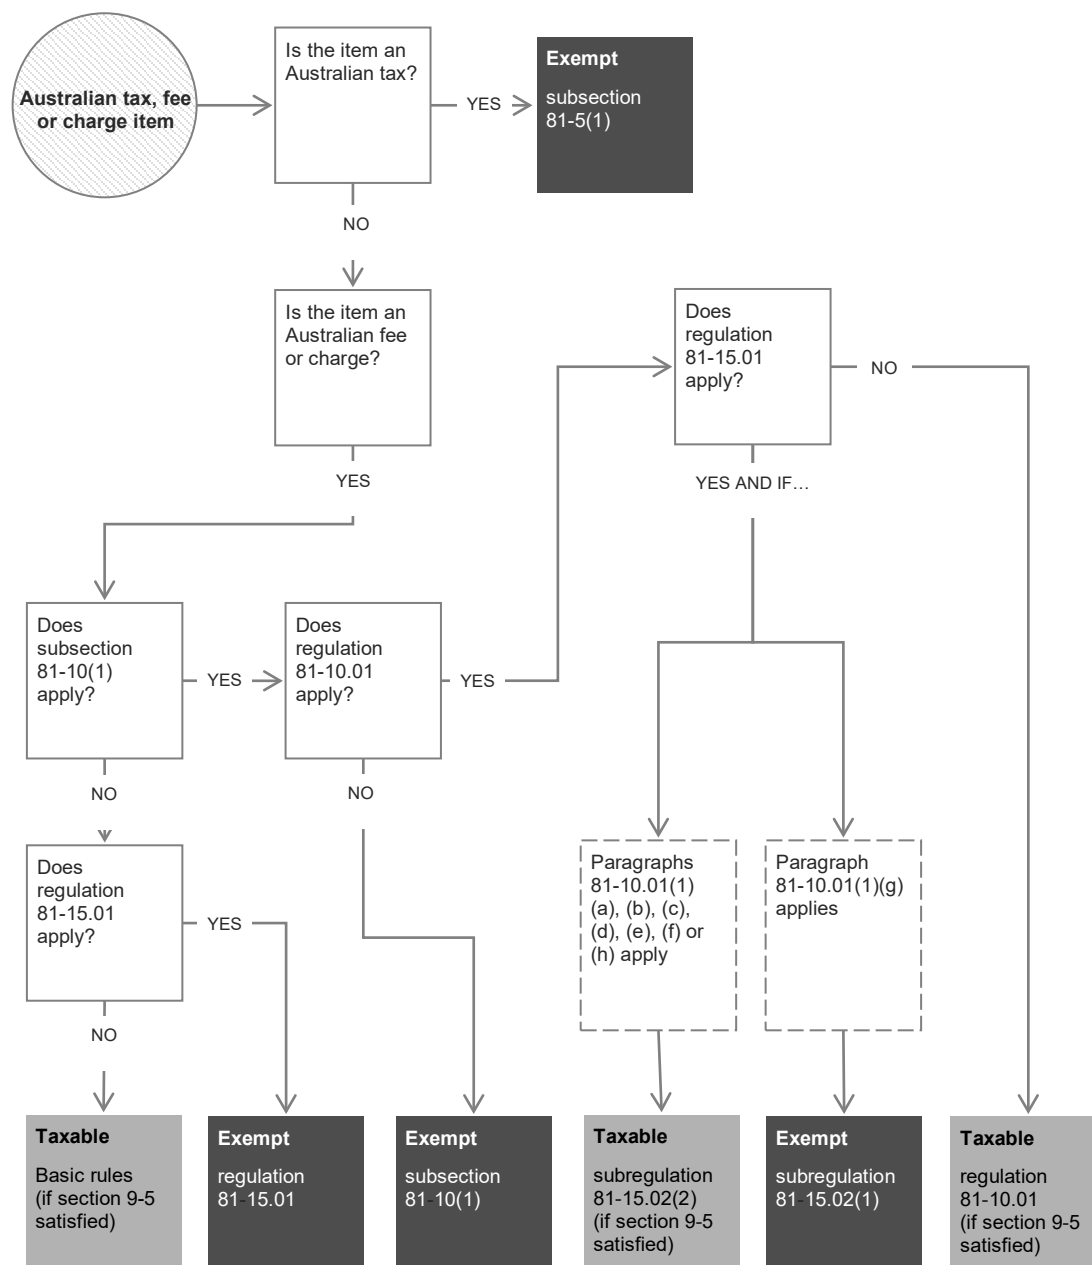 Australian tax, fee
or charge item
Is the item an
Australian tax?
YES
Exempt
subsection
81-5(1)
NO
Is the item an
Australian fee
or charge?
YES
Does
regulation
81-15.01
apply?
NO
YES AND IF…
Does
subsection
81-10(1)
apply?
YES
Does
regulation
81-10.01
apply?
YES
NO
NO
Does
regulation
81-15.01
apply?
YES
NO
Paragraphs
81-10.01(1)
(a), (b), (c),
(d), (e), (f) or
(h) apply
Paragraph
81-10.01(1)(g)
applies
Taxable
Basic rules
(if section 9-5
satisfied)
Exempt
regulation
81-15.01
Exempt
subsection
81-10(1)
Taxable
subregulation
81-15.02(2)
(if section 9-5
satisfied)
Exempt
subregulation
81-15.02(1)
Taxable
regulation
81-10.01
(if section 9-5
satisfied)